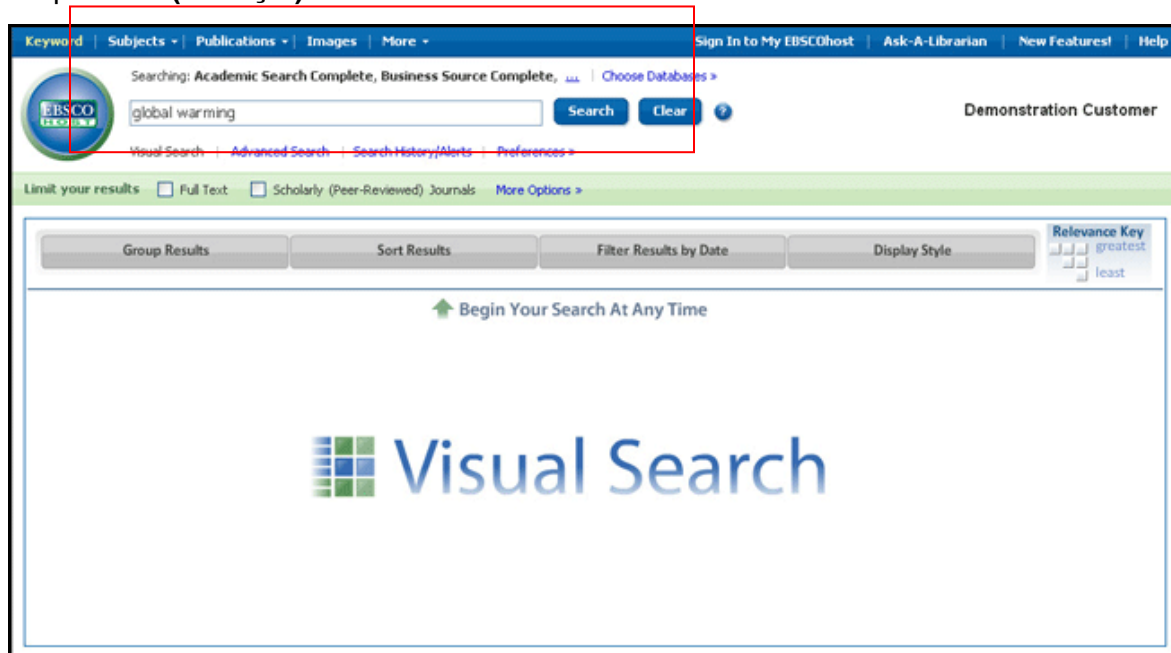 Keyword | Subjects | Publications | Images | More Sign In to My EBSCOhost | Ask-A-Librarian | New Features! | Help
Searching: Academic Search Complete, Business Source Complete, ... | Choose Databases »
EBSCO
HOST
global warming Search Clear ? Demonstration Customer
Visual Search | Advanced Search | Search History/Alerts | Preferences »
Limit your results Full Text Scholarly (Peer-Reviewed) Journals More Options »
Group Results Sort Results Filter Results by Date Display Style
Relevance Key
greatest
least
Begin Your Search At Any Time
Visual Search